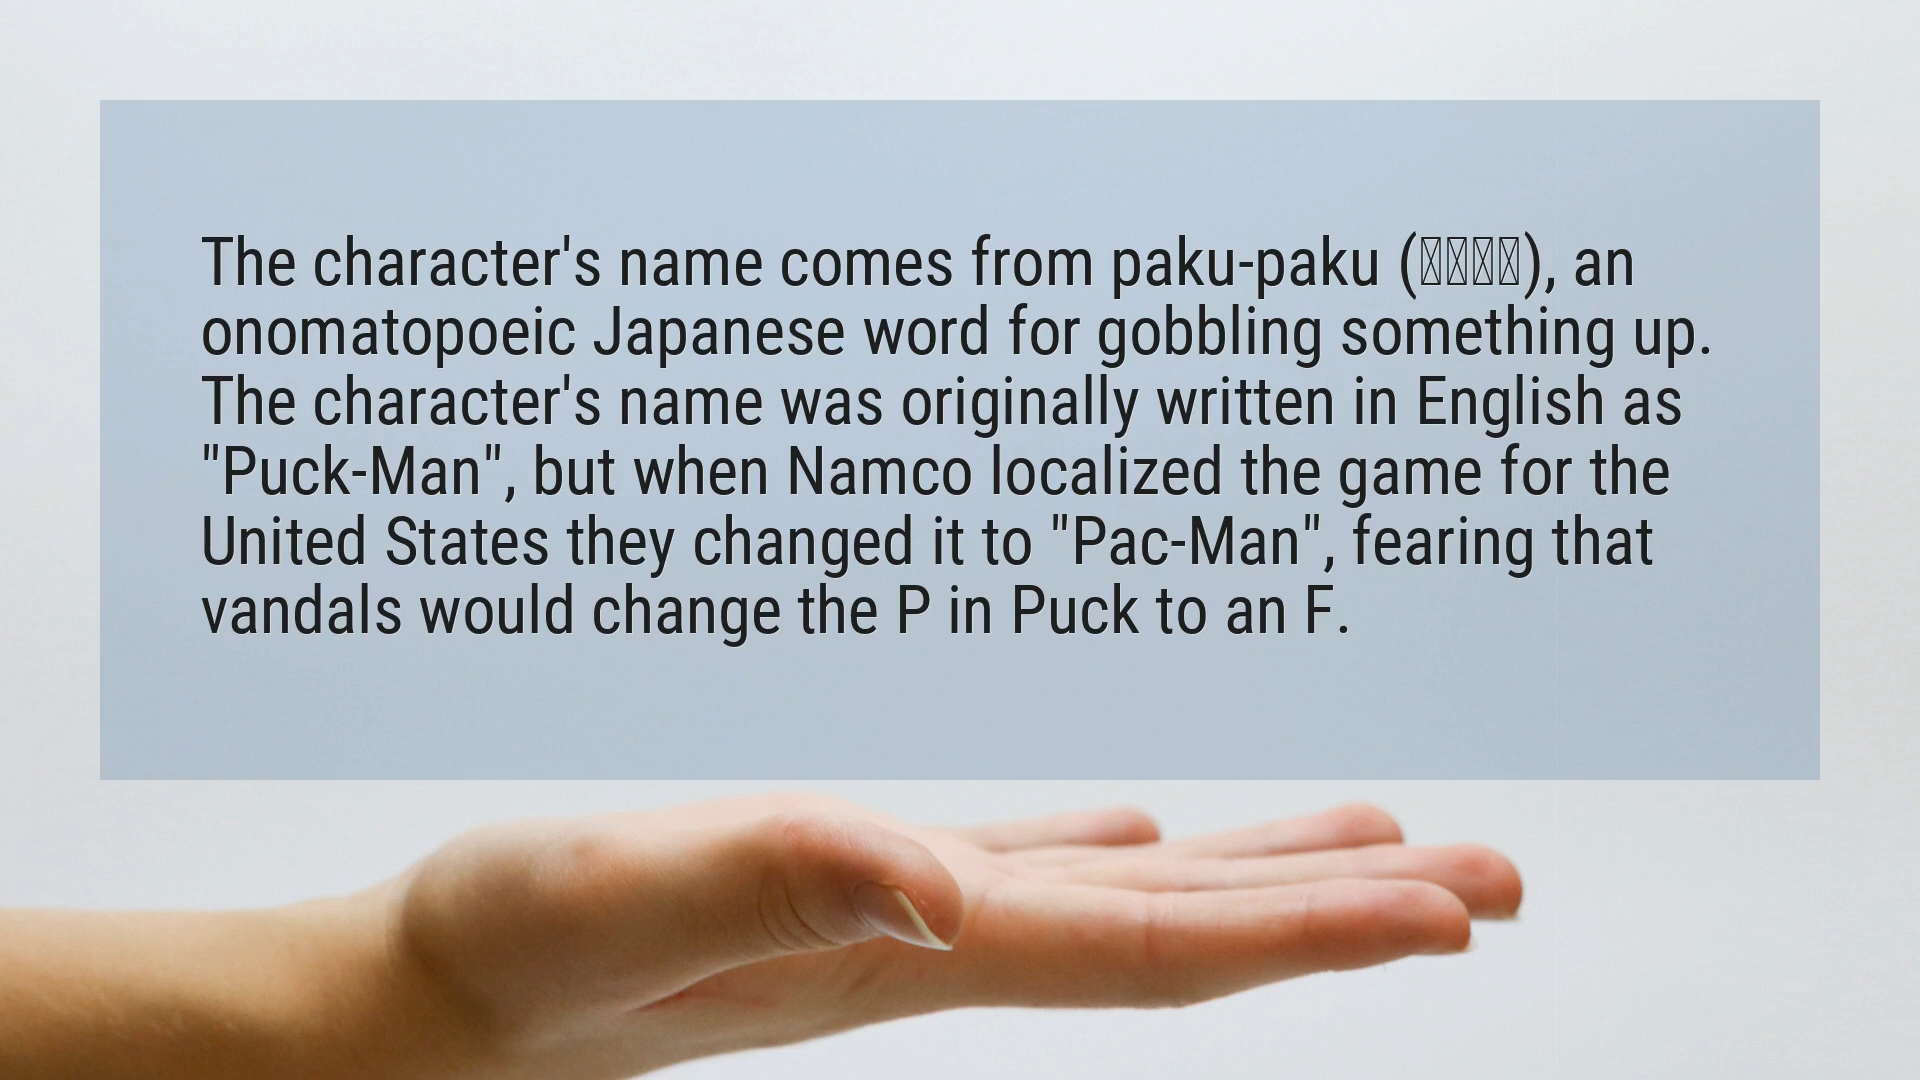 The character's name comes from paku-paku (), an
onomatopoeic Japanese word for gobbling something up.
The character's name was originally written in English as
"Puck-Man", but when Namco localized the game for the
United States they changed it to "Pac-Man", fearing that
vandals would change the P in Puck to an F.